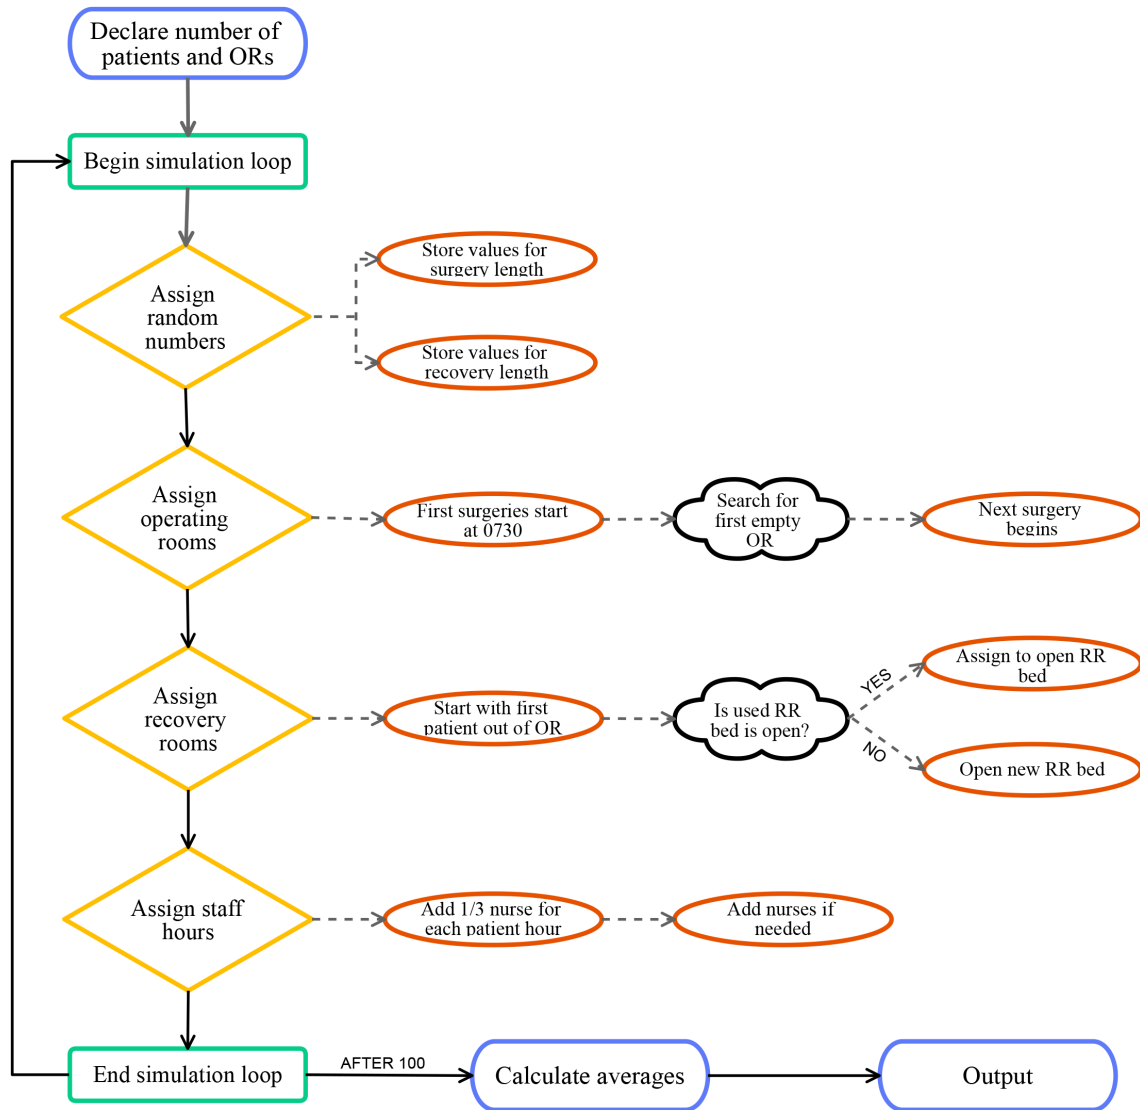 Declare number of
patients and ORs
Begin simulation loop
Assign
random
numbers
Store values for
surgery length
Store values for
recovery length
Assign
operating
rooms
First surgeries start
at 0730
Search for
first empty
OR
Next surgery
begins
Assign
recovery
rooms
Start with first
patient out of OR
Is used RR
bed is open?
YES
Assign to open RR
bed
NO
Open new RR bed
Assign staff
hours
Add 1/3 nurse for
each patient hour
Add nurses if
needed
End simulation loop
AFTER 100
Calculate averages
Output